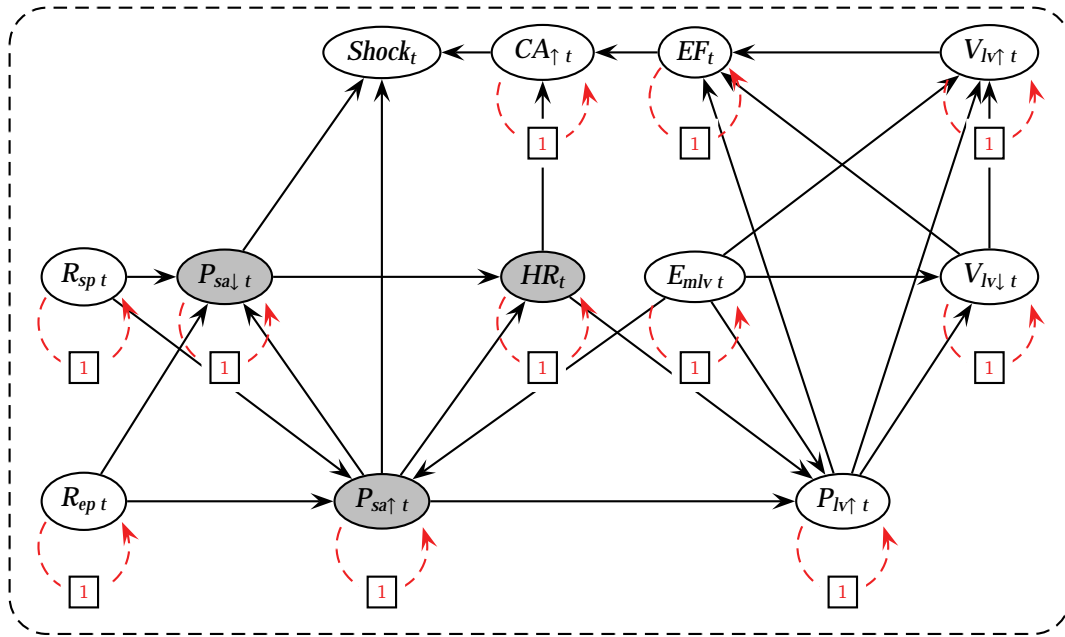 Shock_t CA_↑ t EF_t V_lv↑ t
1 1 1
R_sp t P_sa↓ t HR_t E_mlv t V_lv↓ t
1 1 1 1 1
R_ep t P_sa↑ t P_lv↑ t
1 1 1